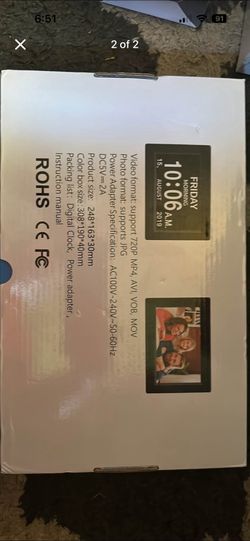 6:51
91
2 of 2
FRIDAY
MORNING
10:06 A.M.
15, AUGUST 2019
Video format: support 720P MP4, AVI, VOB, MOV
Photo format: supports JPG
Power Adapter Specification: AC100V-240V~50-60Hz
DC5V⎓2A
Product size: 248*163*30mm
Color box size: 308*190*40mm
Packing list: Digital Clock, Power adapter,
Instruction manual
ROHS CE FC